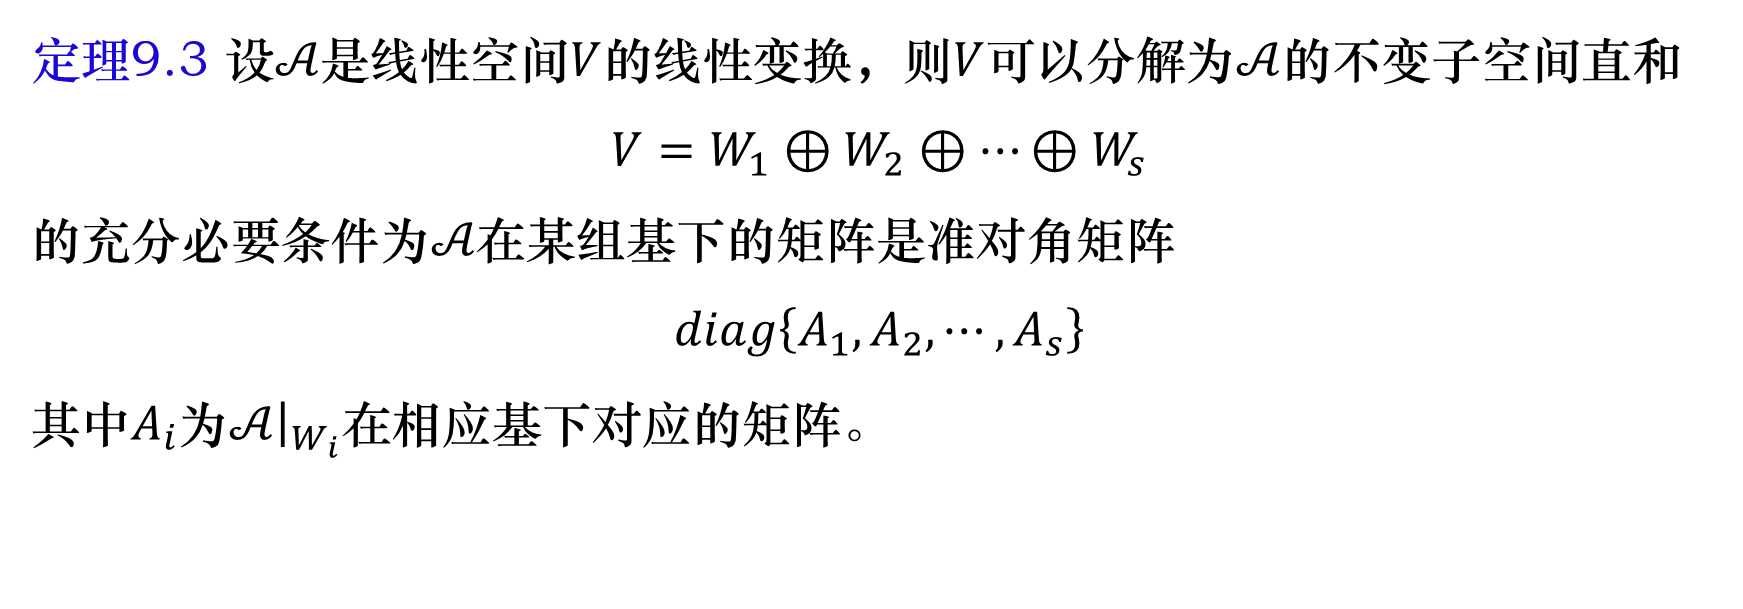 定理9.3 设𝒜是线性空间V的线性变换，则V可以分解为𝒜的不变子空间直和
V = W₁ ⊕ W₂ ⊕ ⋯ ⊕ Wₛ
的充分必要条件为𝒜在某组基下的矩阵是准对角矩阵
diag{A₁, A₂, ⋯ , Aₛ}
其中Aᵢ为𝒜|_{Wᵢ}在相应基下对应的矩阵。